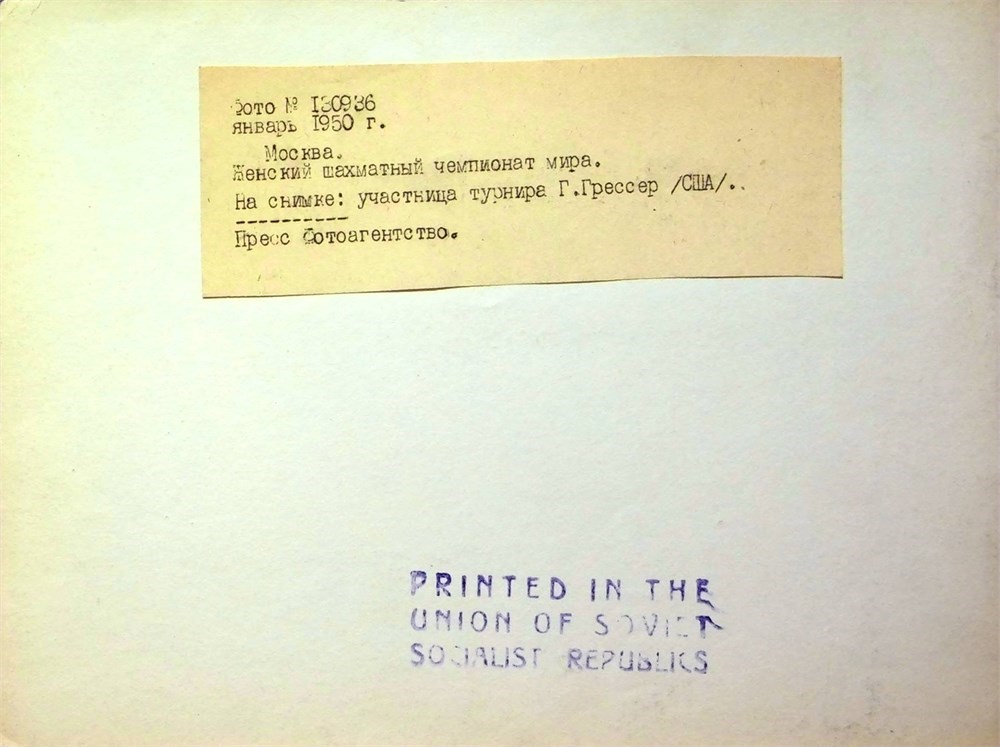 Фото № I30936
январь 1950 г.
Москва.
Женский шахматный чемпионат мира.
На снимке: участница турнира Г.Грессер /США/..
----------
Пресс Фотоагентство.
PRINTED IN THE
UNION OF SOVIET
SOCIALIST REPUBLICS